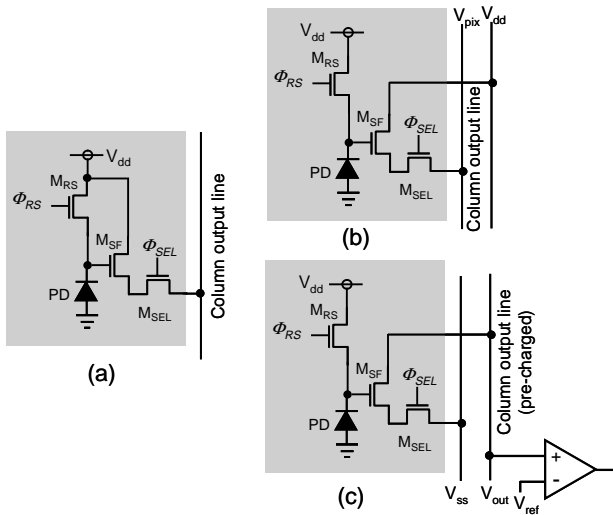 V_dd
M_RS
Φ_RS
M_SF
Φ_SEL
PD
M_SEL
Column output line
(a)
V_pix
V_dd
V_dd
M_RS
Φ_RS
M_SF
Φ_SEL
PD
M_SEL
Column output line
(b)
V_dd
M_RS
Φ_RS
M_SF
Φ_SEL
PD
M_SEL
Column output line
(pre-charged)
+
-
V_ss
V_out
V_ref
(c)